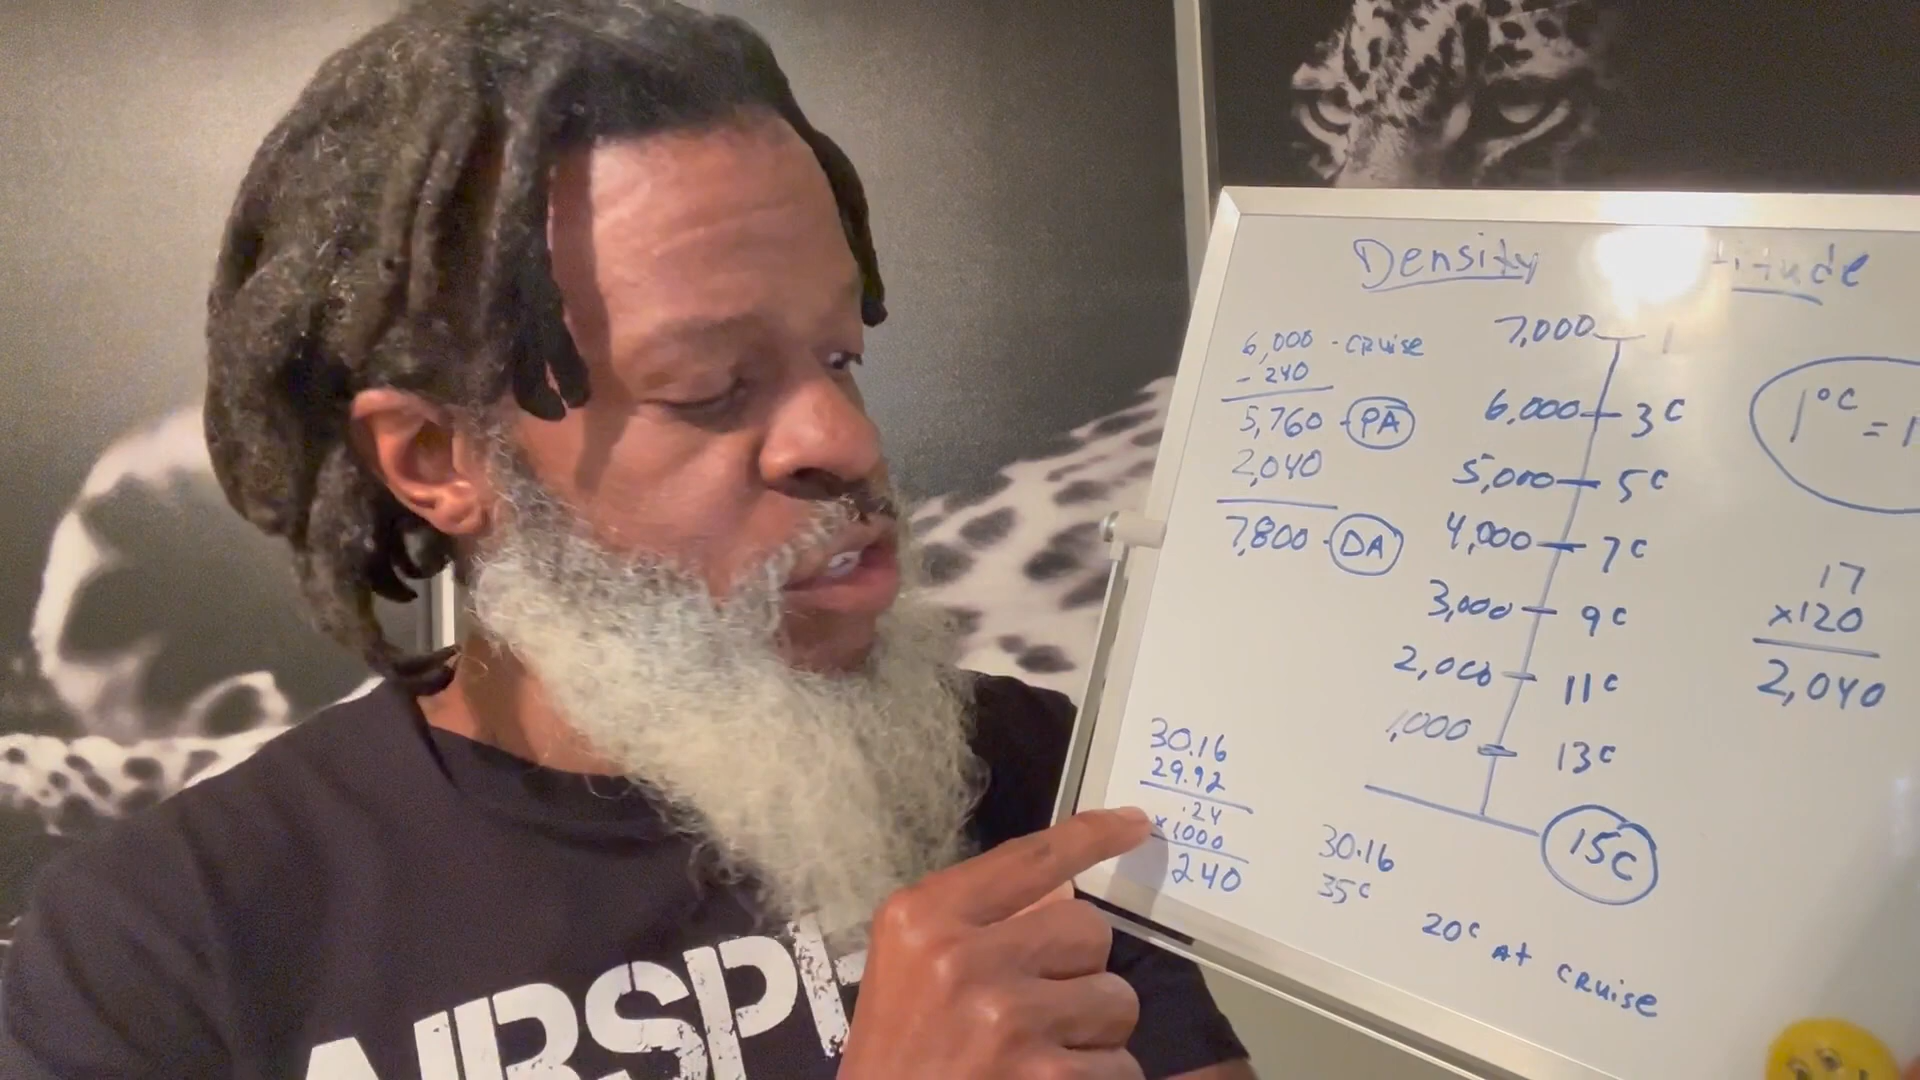 Density
6,000 - CRUISE
- 240
5,760 - PA
2,040
7,800 - DA
7,000
6,000 3C
5,000 5C
4,000 7C
3,000 9C
2,000 11C
1,000 13C
15C
1°C =
17
x120
2,040
30.16
29.92
.24
x1000
240
30.16
35C
20C At CRUISE